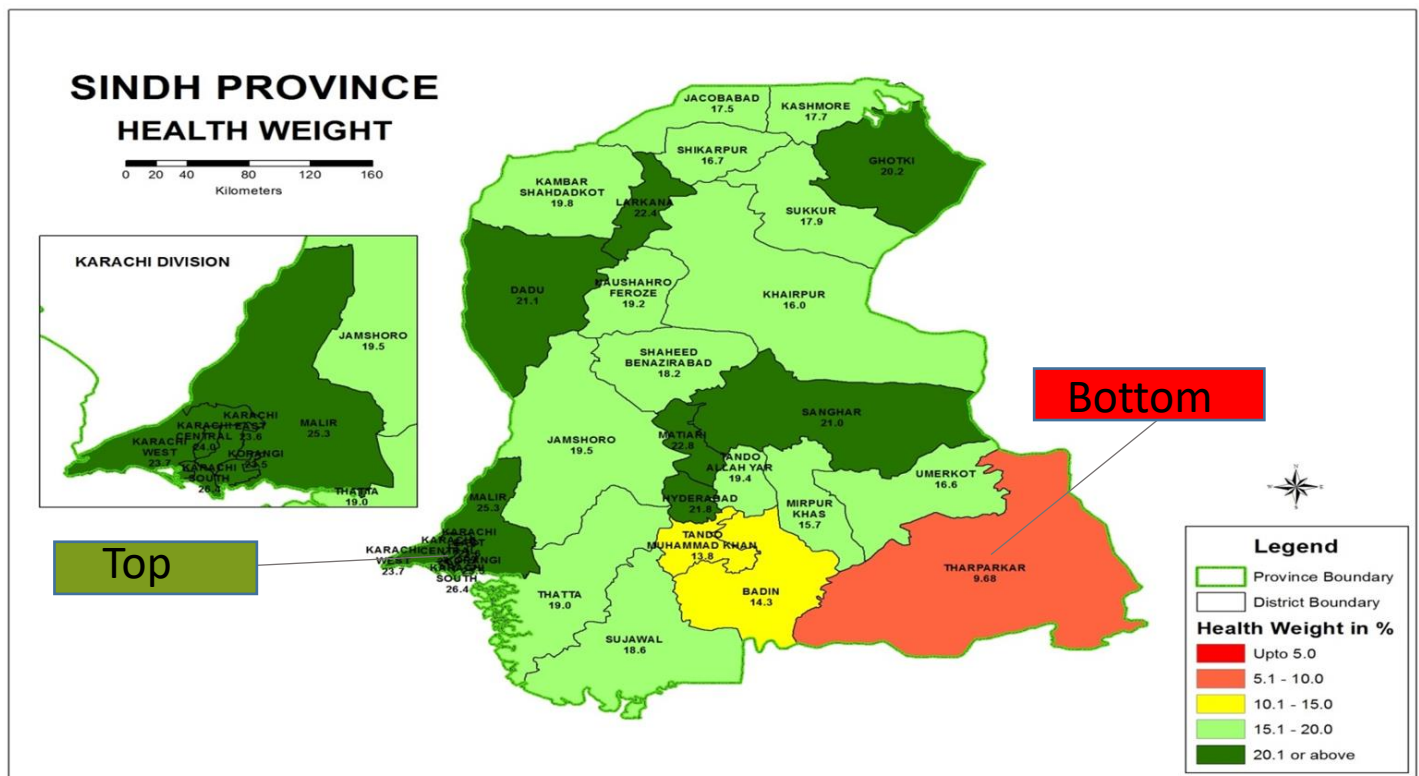 SINDH PROVINCE
HEALTH WEIGHT
0 20 40 80 120 160
Kilometers
KARACHI DIVISION
JAMSHORO
19.5
MALIR
25.3
KARACHI
EAST
23.6
KARACHI
CENTRAL
24.0
KARACHI
WEST
23.7
KORANGI
KARACHI
SOUTH
26.4
THATTA
19.0
JACOBABAD
17.5
KASHMORE
17.7
SHIKARPUR
16.7
GHOTKI
20.2
KAMBAR
SHAHDADKOT
19.8
LARKANA
22.4
SUKKUR
17.9
DADU
21.1
NAUSHAHRO
FEROZE
19.2
KHAIRPUR
16.0
SHAHEED
BENAZIRABAD
18.2
SANGHAR
21.0
Bottom
JAMSHORO
19.5
MATIARI
22.8
TANDO
ALLAH YAR
19.4
UMERKOT
16.6
MALIR
25.3
HYDERABAD
21.8
MIRPUR
KHAS
15.7
Top
KARACHI
KARACHI
WEST
23.7
CENTRAL
KORANGI
KARACHI
SOUTH
26.4
TANDO
MUHAMMAD KHAN
13.8
THARPARKAR
9.68
THATTA
19.0
BADIN
14.3
SUJAWAL
18.6
N
Legend
Province Boundary
District Boundary
Health Weight in %
Upto 5.0
5.1 - 10.0
10.1 - 15.0
15.1 - 20.0
20.1 or above